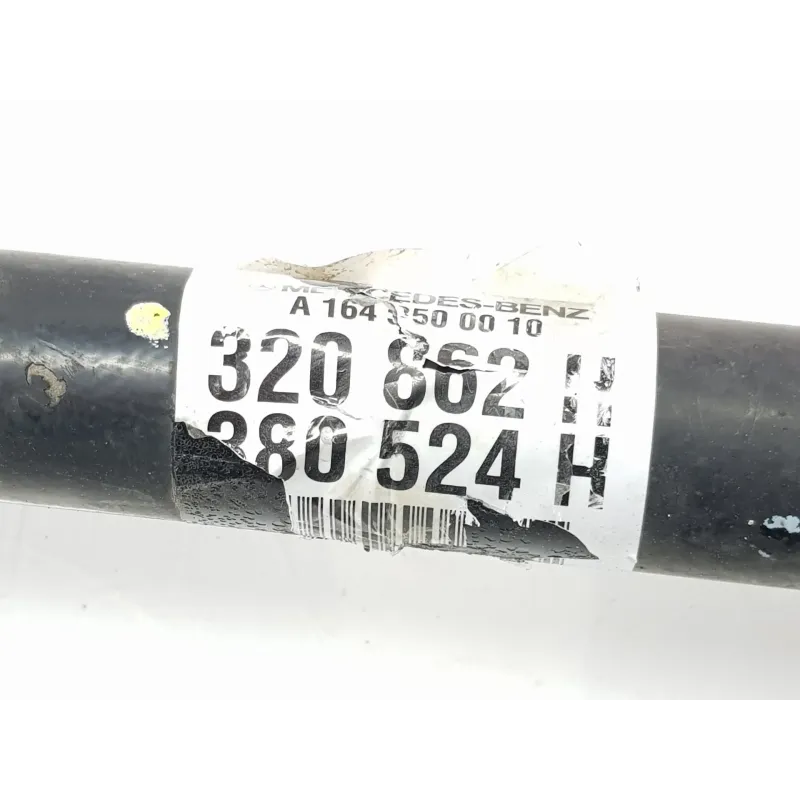 MERCEDES-BENZ
A 164 350 00 10
320 862 H
380 524 H